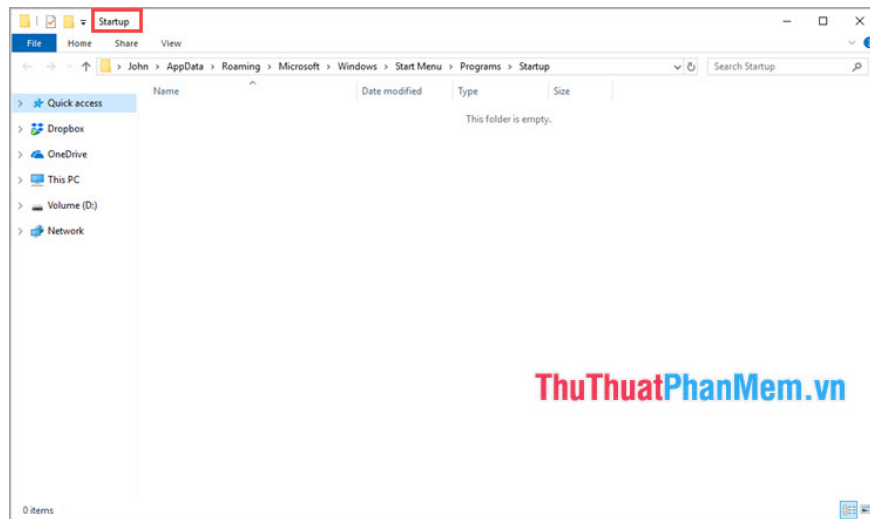 Startup
File Home Share View
John > AppData > Roaming > Microsoft > Windows > Start Menu > Programs > Startup
Search Startup
Name Date modified Type Size
This folder is empty.
Quick access
Dropbox
OneDrive
This PC
Volume (D:)
Network
ThuThuatPhanMem.vn
0 items